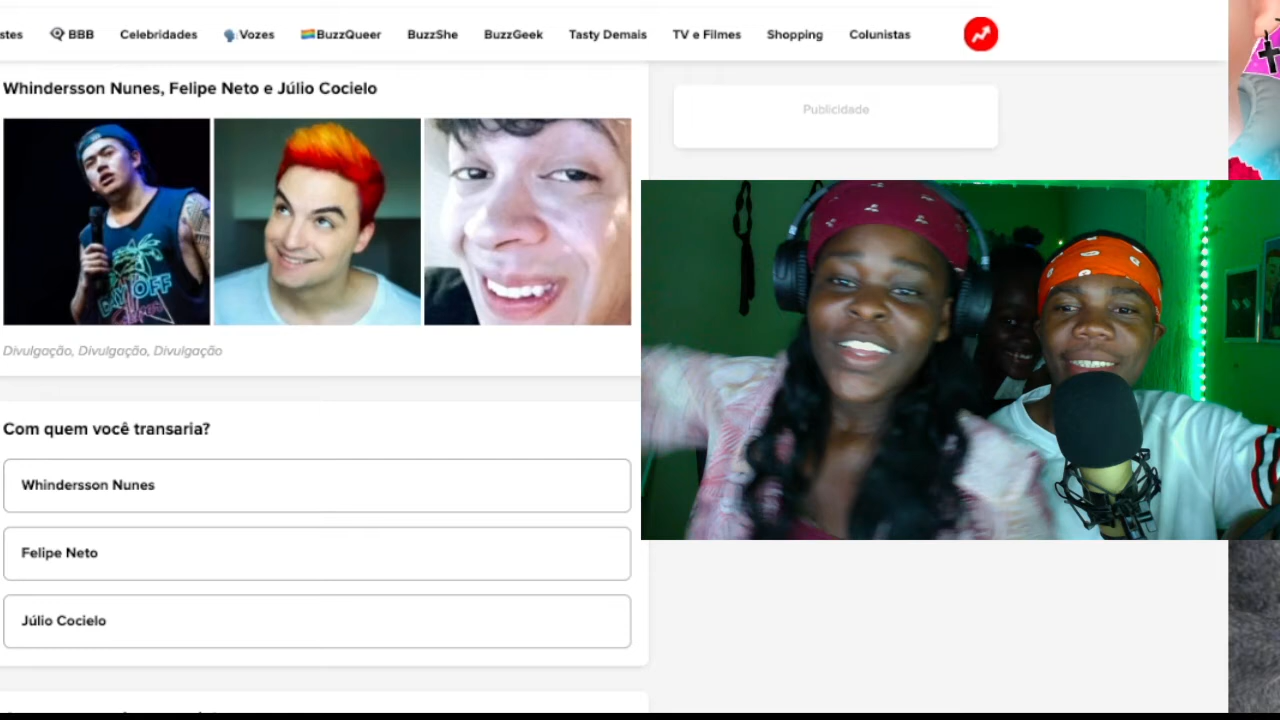 stes BBB Celebridades Vozes BuzzQueer BuzzShe BuzzGeek Tasty Demais TV e Filmes Shopping Colunistas
Whindersson Nunes, Felipe Neto e Júlio Cocielo
Publicidade
DAY OFF
Divulgação, Divulgação, Divulgação
Com quem você transaria?
Whindersson Nunes
Felipe Neto
Júlio Cocielo